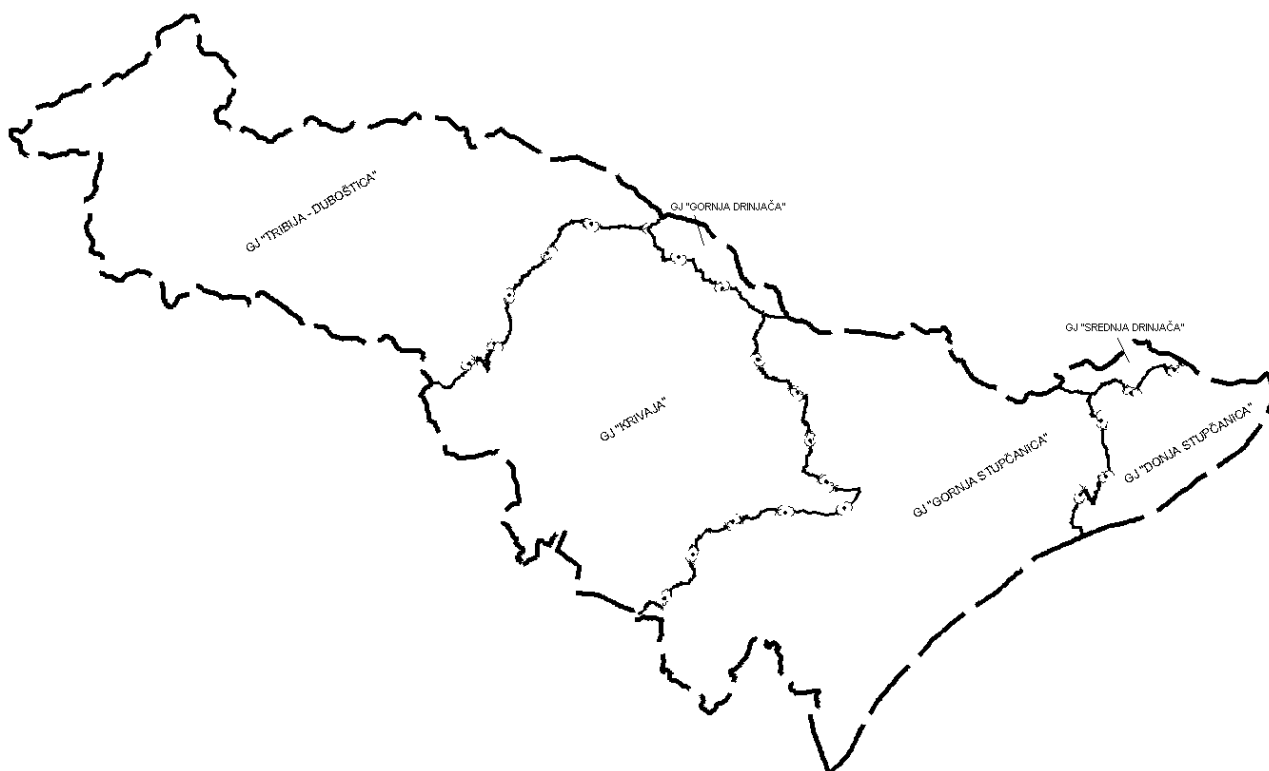 GJ "TRIBIJA - DUBOŠTICA"
GJ "GORNJA DRINJAČA"
GJ "SREDNJA DRINJAČA"
GJ "KRIVAJA"
GJ "GORNJA STUPČANICA"
GJ "DONJA STUPČANICA"